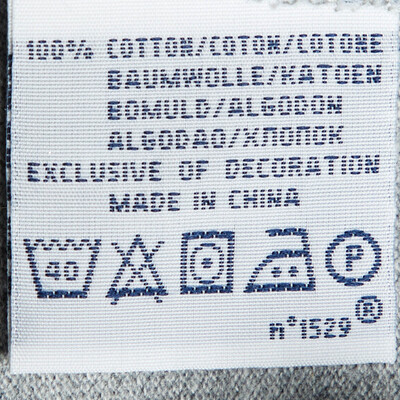 100% COTTON/COTON/COTONE
BAUMWOLLE/KATOEN
BOMULD/ALGODON
ALGODAO/ХЛОПОК
EXCLUSIVE OF DECORATION
MADE IN CHINA
40 P
n°1529®